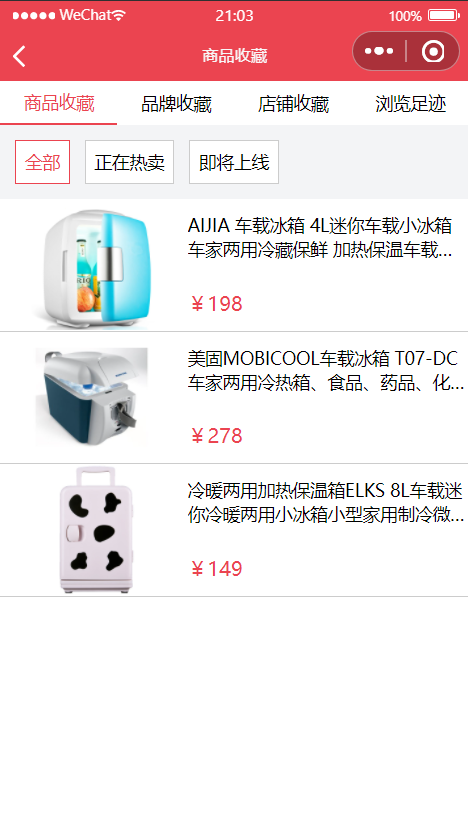 WeChat
21:03
100%
商品收藏
商品收藏
品牌收藏
店铺收藏
浏览足迹
全部
正在热卖
即将上线
AIJIA 车载冰箱 4L迷你车载小冰箱
车家两用冷藏保鲜 加热保温车载...
￥198
美固MOBICOOL车载冰箱 T07-DC
车家两用冷热箱、食品、药品、化...
￥278
冷暖两用加热保温箱ELKS 8L车载迷
你冷暖两用小冰箱小型家用制冷微...
￥149